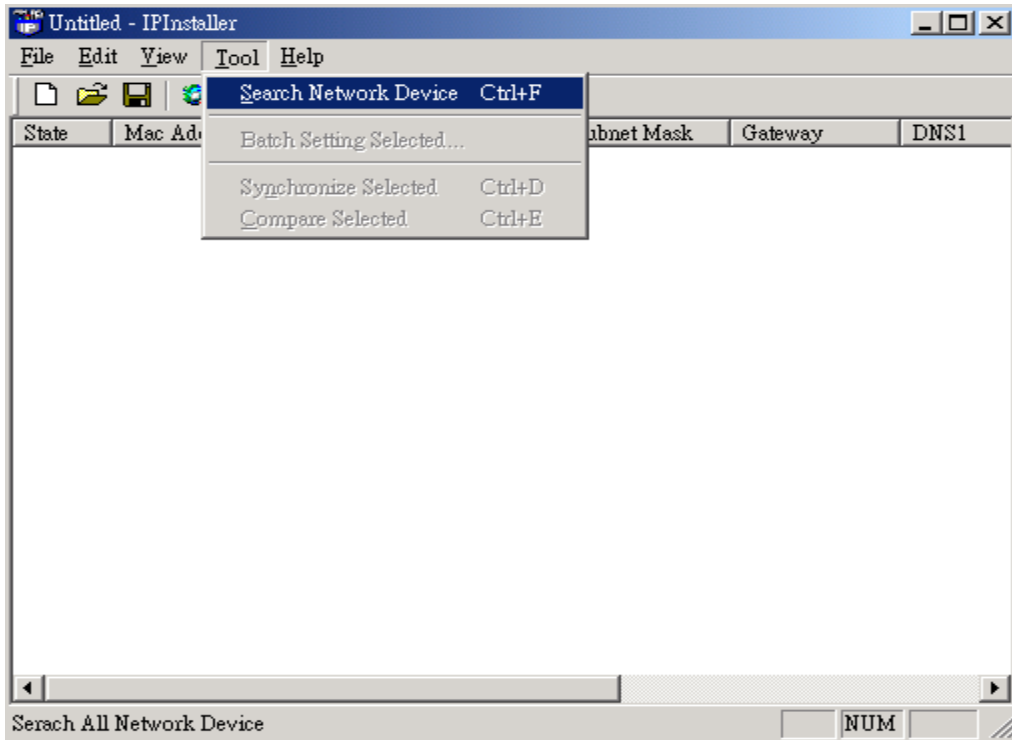 Untitled - IPInstaller
File Edit View Tool Help
Search Network Device Ctrl+F
State Mac Ad ubnet Mask Gateway DNS1
Batch Setting Selected...
Synchronize Selected Ctrl+D
Compare Selected Ctrl+E
Serach All Network Device NUM